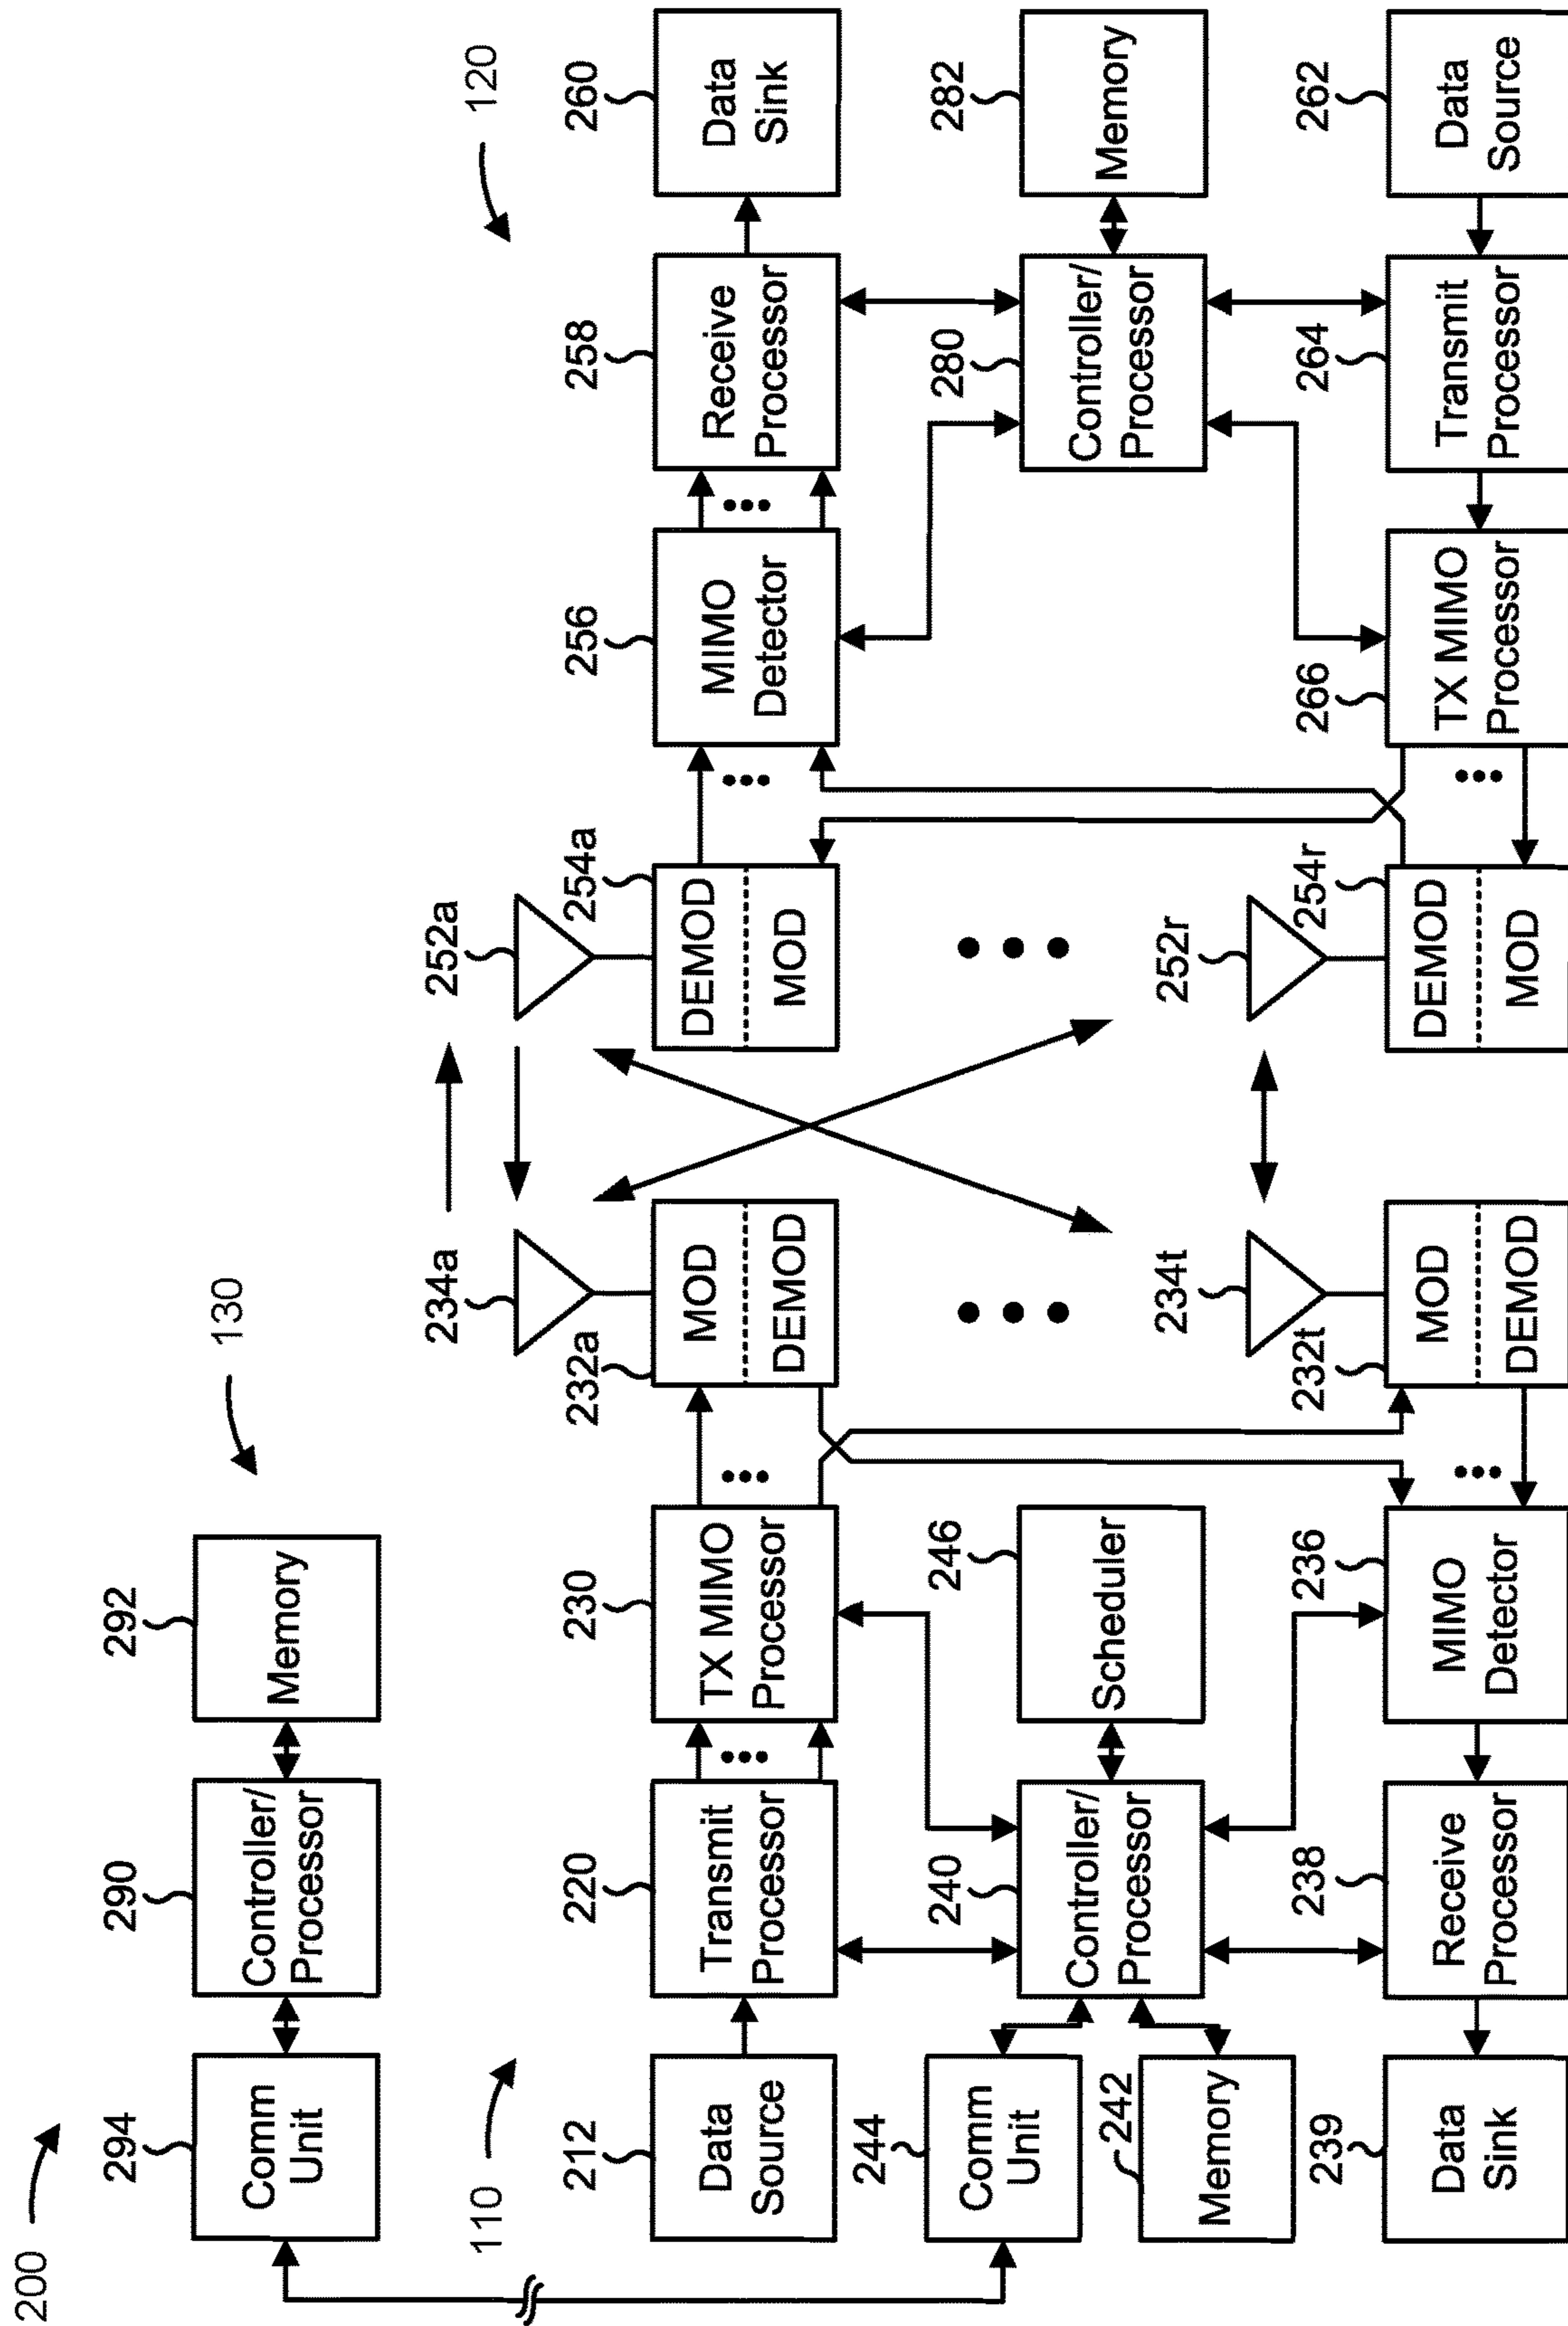 200
130
294
Comm
Unit
290
Controller/
Processor
292
Memory
110
120
212
Data
Source
220
Transmit
Processor
230
TX MIMO
Processor
232a
MOD
DEMOD
234a
252a
254a
DEMOD
MOD
256
MIMO
Detector
258
Receive
Processor
260
Data
Sink
244
Comm
Unit
242
Memory
240
Controller/
Processor
246
Scheduler
280
Controller/
Processor
282
Memory
239
Data
Sink
238
Receive
Processor
236
MIMO
Detector
232t
MOD
DEMOD
234t
252r
254r
DEMOD
MOD
266
TX MIMO
Processor
264
Transmit
Processor
262
Data
Source